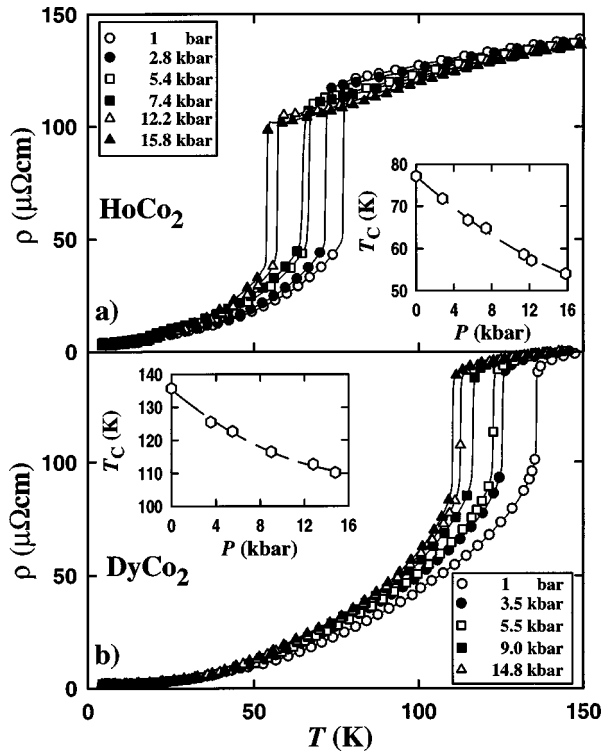 150
1 bar
2.8 kbar
5.4 kbar
7.4 kbar
12.2 kbar
15.8 kbar
100
ρ (μΩcm)
HoCo2
50
a)
0
80
70
60
50
TC (K)
0 4 8 12 16
P (kbar)
140
130
120
110
100
TC (K)
0 4 8 12 16
P (kbar)
100
ρ (μΩcm)
DyCo2
50
b)
0
1 bar
3.5 kbar
5.5 kbar
9.0 kbar
14.8 kbar
0 50 100 150
T (K)